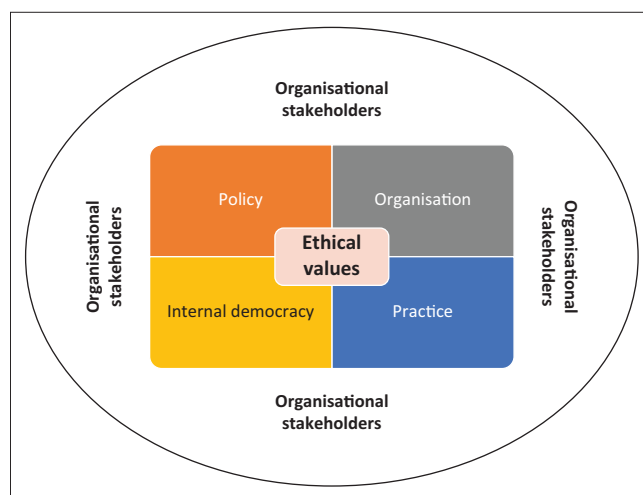 Organisational
stakeholders
Policy
Organisation
Organisational
stakeholders
Ethical
values
Organisational
stakeholders
Internal democracy
Practice
Organisational
stakeholders